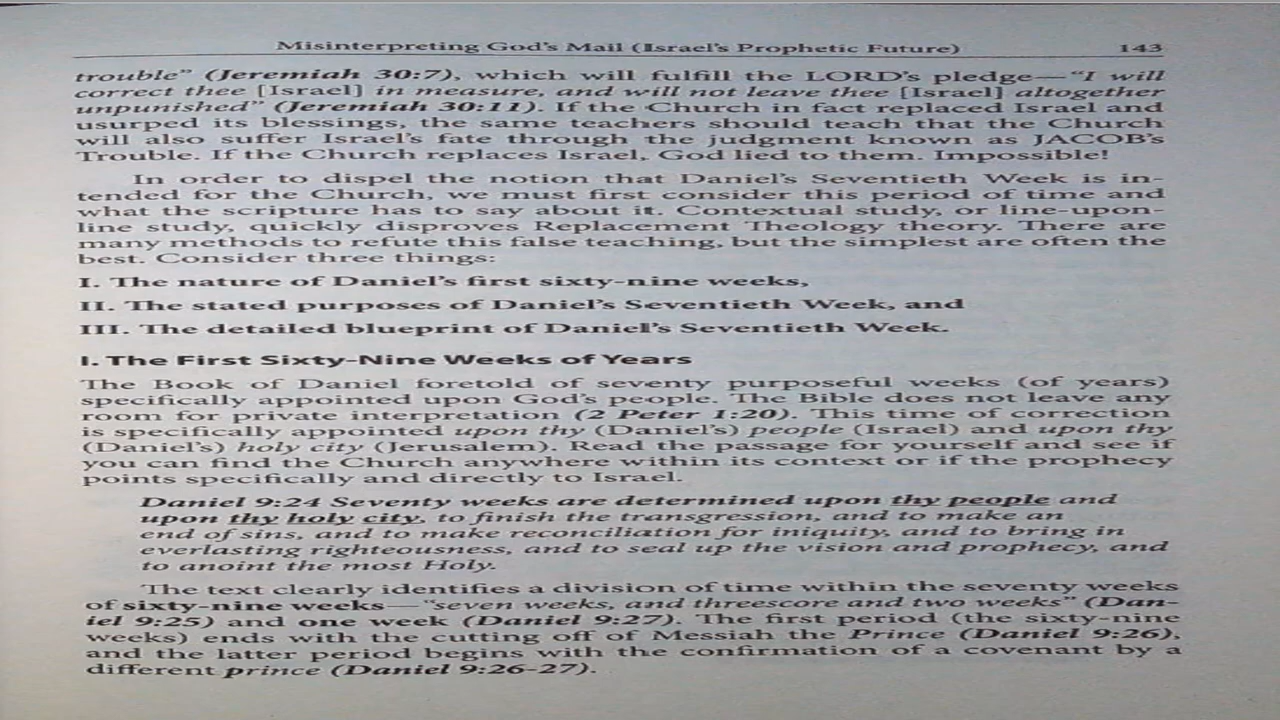 Misinterpreting God's Mail (Israel's Prophetic Future) 143
trouble" (Jeremiah 30:7), which will fulfill the LORD's pledge—"I will
correct thee [Israel] in measure, and will not leave thee [Israel] altogether
unpunished" (Jeremiah 30:11). If the Church in fact replaced Israel and
usurped its blessings, the same teachers should teach that the Church
will also suffer Israel's fate through the judgment known as JACOB's
Trouble. If the Church replaces Israel, God lied to them. Impossible!
In order to dispel the notion that Daniel's Seventieth Week is in-
tended for the Church, we must first consider this period of time and
what the scripture has to say about it. Contextual study, or line-upon-
line study, quickly disproves Replacement Theology theory. There are
many methods to refute this false teaching, but the simplest are often the
best. Consider three things:
I. The nature of Daniel's first sixty-nine weeks,
II. The stated purposes of Daniel's Seventieth Week, and
III. The detailed blueprint of Daniel's Seventieth Week.
I. The First Sixty-Nine Weeks of Years
The Book of Daniel foretold of seventy purposeful weeks (of years)
specifically appointed upon God's people. The Bible does not leave any
room for private interpretation (2 Peter 1:20). This time of correction
is specifically appointed upon thy (Daniel's) people (Israel) and upon thy
(Daniel's) holy city (Jerusalem). Read the passage for yourself and see if
you can find the Church anywhere within its context or if the prophecy
points specifically and directly to Israel.
Daniel 9:24 Seventy weeks are determined upon thy people and
upon thy holy city, to finish the transgression, and to make an
end of sins, and to make reconciliation for iniquity, and to bring in
everlasting righteousness, and to seal up the vision and prophecy, and
to anoint the most Holy.
The text clearly identifies a division of time within the seventy weeks
of sixty-nine weeks—"seven weeks, and threescore and two weeks" (Dan-
iel 9:25) and one week (Daniel 9:27). The first period (the sixty-nine
weeks) ends with the cutting off of Messiah the Prince (Daniel 9:26),
and the latter period begins with the confirmation of a covenant by a
different prince (Daniel 9:26-27).